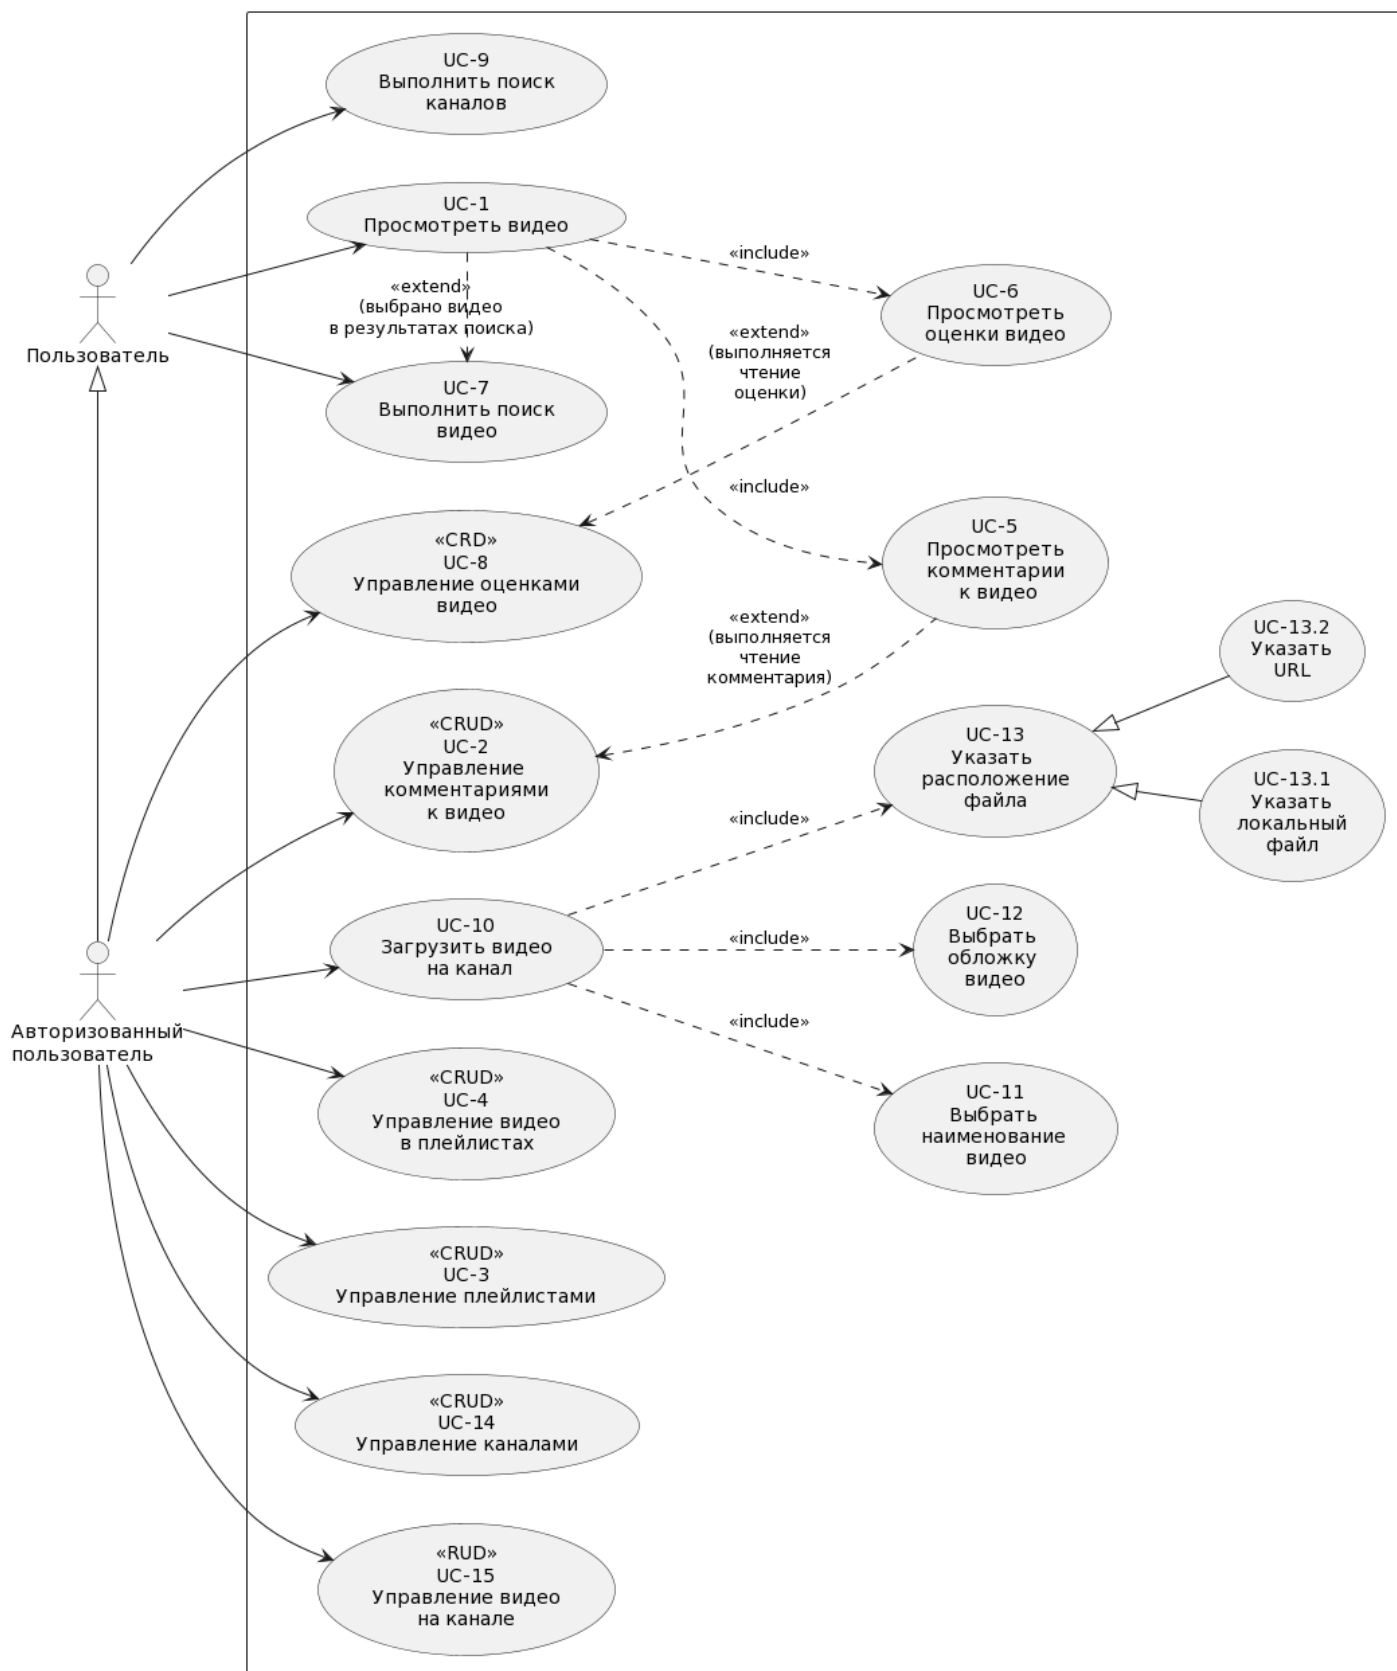 UC-9
Выполнить поиск
каналов
UC-1
Просмотреть видео
«include»
«extend»
(выбрано видео
в результатах поиска)
UC-6
Просмотреть
оценки видео
Пользователь
«extend»
(выполняется
чтение
оценки)
UC-7
Выполнить поиск
видео
«include»
«CRD»
UC-8
Управление оценками
видео
UC-5
Просмотреть
комментарии
к видео
«extend»
(выполняется
чтение
комментария)
UC-13.2
Указать
URL
«CRUD»
UC-2
Управление
комментариями
к видео
UC-13
Указать
расположение
файла
UC-13.1
Указать
локальный
файл
«include»
UC-10
Загрузить видео
на канал
«include»
UC-12
Выбрать
обложку
видео
Авторизованный
пользователь
«include»
«CRUD»
UC-4
Управление видео
в плейлистах
UC-11
Выбрать
наименование
видео
«CRUD»
UC-3
Управление плейлистами
«CRUD»
UC-14
Управление каналами
«RUD»
UC-15
Управление видео
на канале